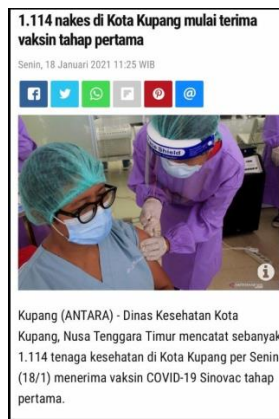 1.114 nakes di Kota Kupang mulai terima
vaksin tahap pertama
Senin, 18 Januari 2021 11:25 WIB
Kupang (ANTARA) - Dinas Kesehatan Kota
Kupang, Nusa Tenggara Timur mencatat sebanyak
1.114 tenaga kesehatan di Kota Kupang per Senin
(18/1) menerima vaksin COVID-19 Sinovac tahap
pertama.